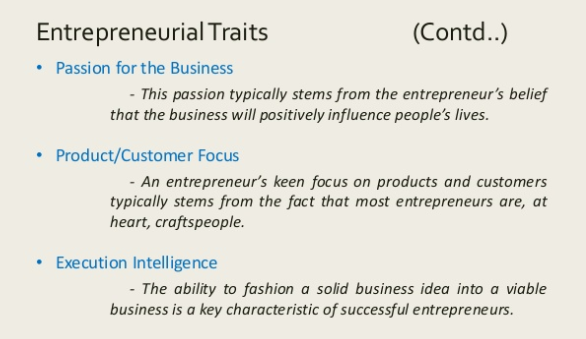 Entrepreneurial Traits (Contd..)
• Passion for the Business
- This passion typically stems from the entrepreneur's belief
that the business will positively influence people's lives.
• Product/Customer Focus
- An entrepreneur's keen focus on products and customers
typically stems from the fact that most entrepreneurs are, at
heart, craftspeople.
• Execution Intelligence
- The ability to fashion a solid business idea into a viable
business is a key characteristic of successful entrepreneurs.